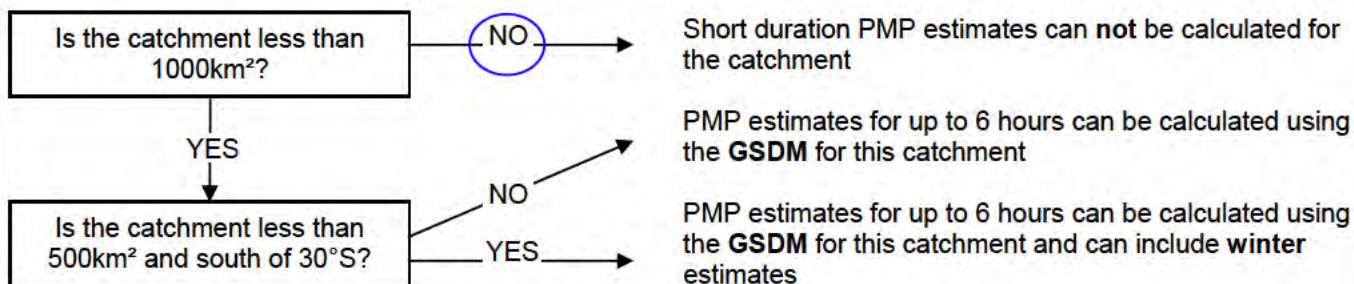 Is the catchment less than
1000km²?
NO
Short duration PMP estimates can not be calculated for
the catchment
YES
PMP estimates for up to 6 hours can be calculated using
the GSDM for this catchment
NO
Is the catchment less than
500km² and south of 30°S?
YES
PMP estimates for up to 6 hours can be calculated using
the GSDM for this catchment and can include winter
estimates